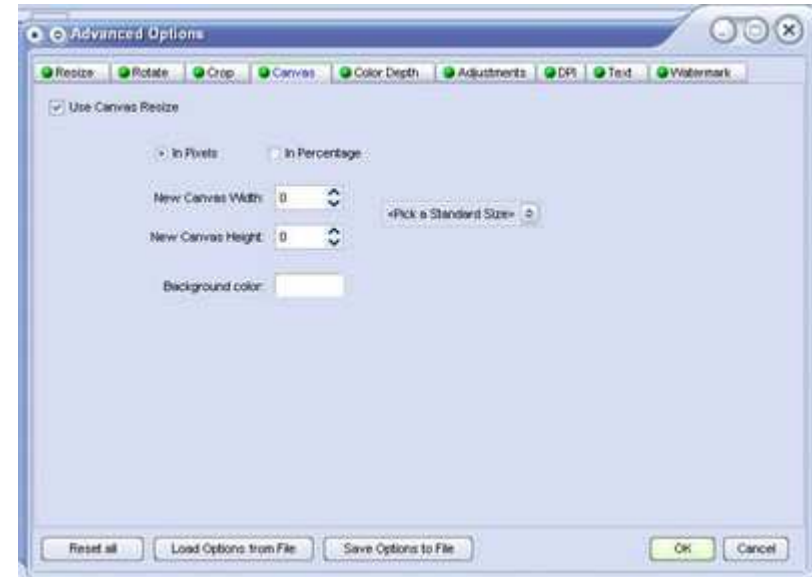 Advanced Options
Resize Rotate Crop Canvas Color Depth Adjustments DPI Text Watermark
Use Canvas Resize
In Pixels In Percentage
New Canvas Width: 0
<Pick a Standard Size>
New Canvas Height: 0
Background color:
Reset all Load Options from File Save Options to File OK Cancel